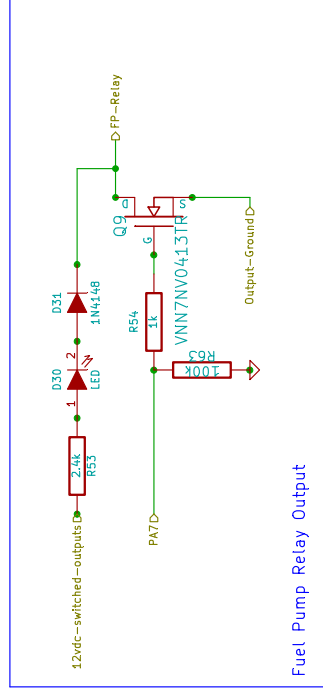 FP-Relay
D
Q9
G
S
VNN7NV0413TR
Output-Ground
D31
1N4148
R54
1k
R63
100k
D30
LED
2
1
2.4k
R53
12vdc-switched-outputs
PA7
Fuel Pump Relay Output